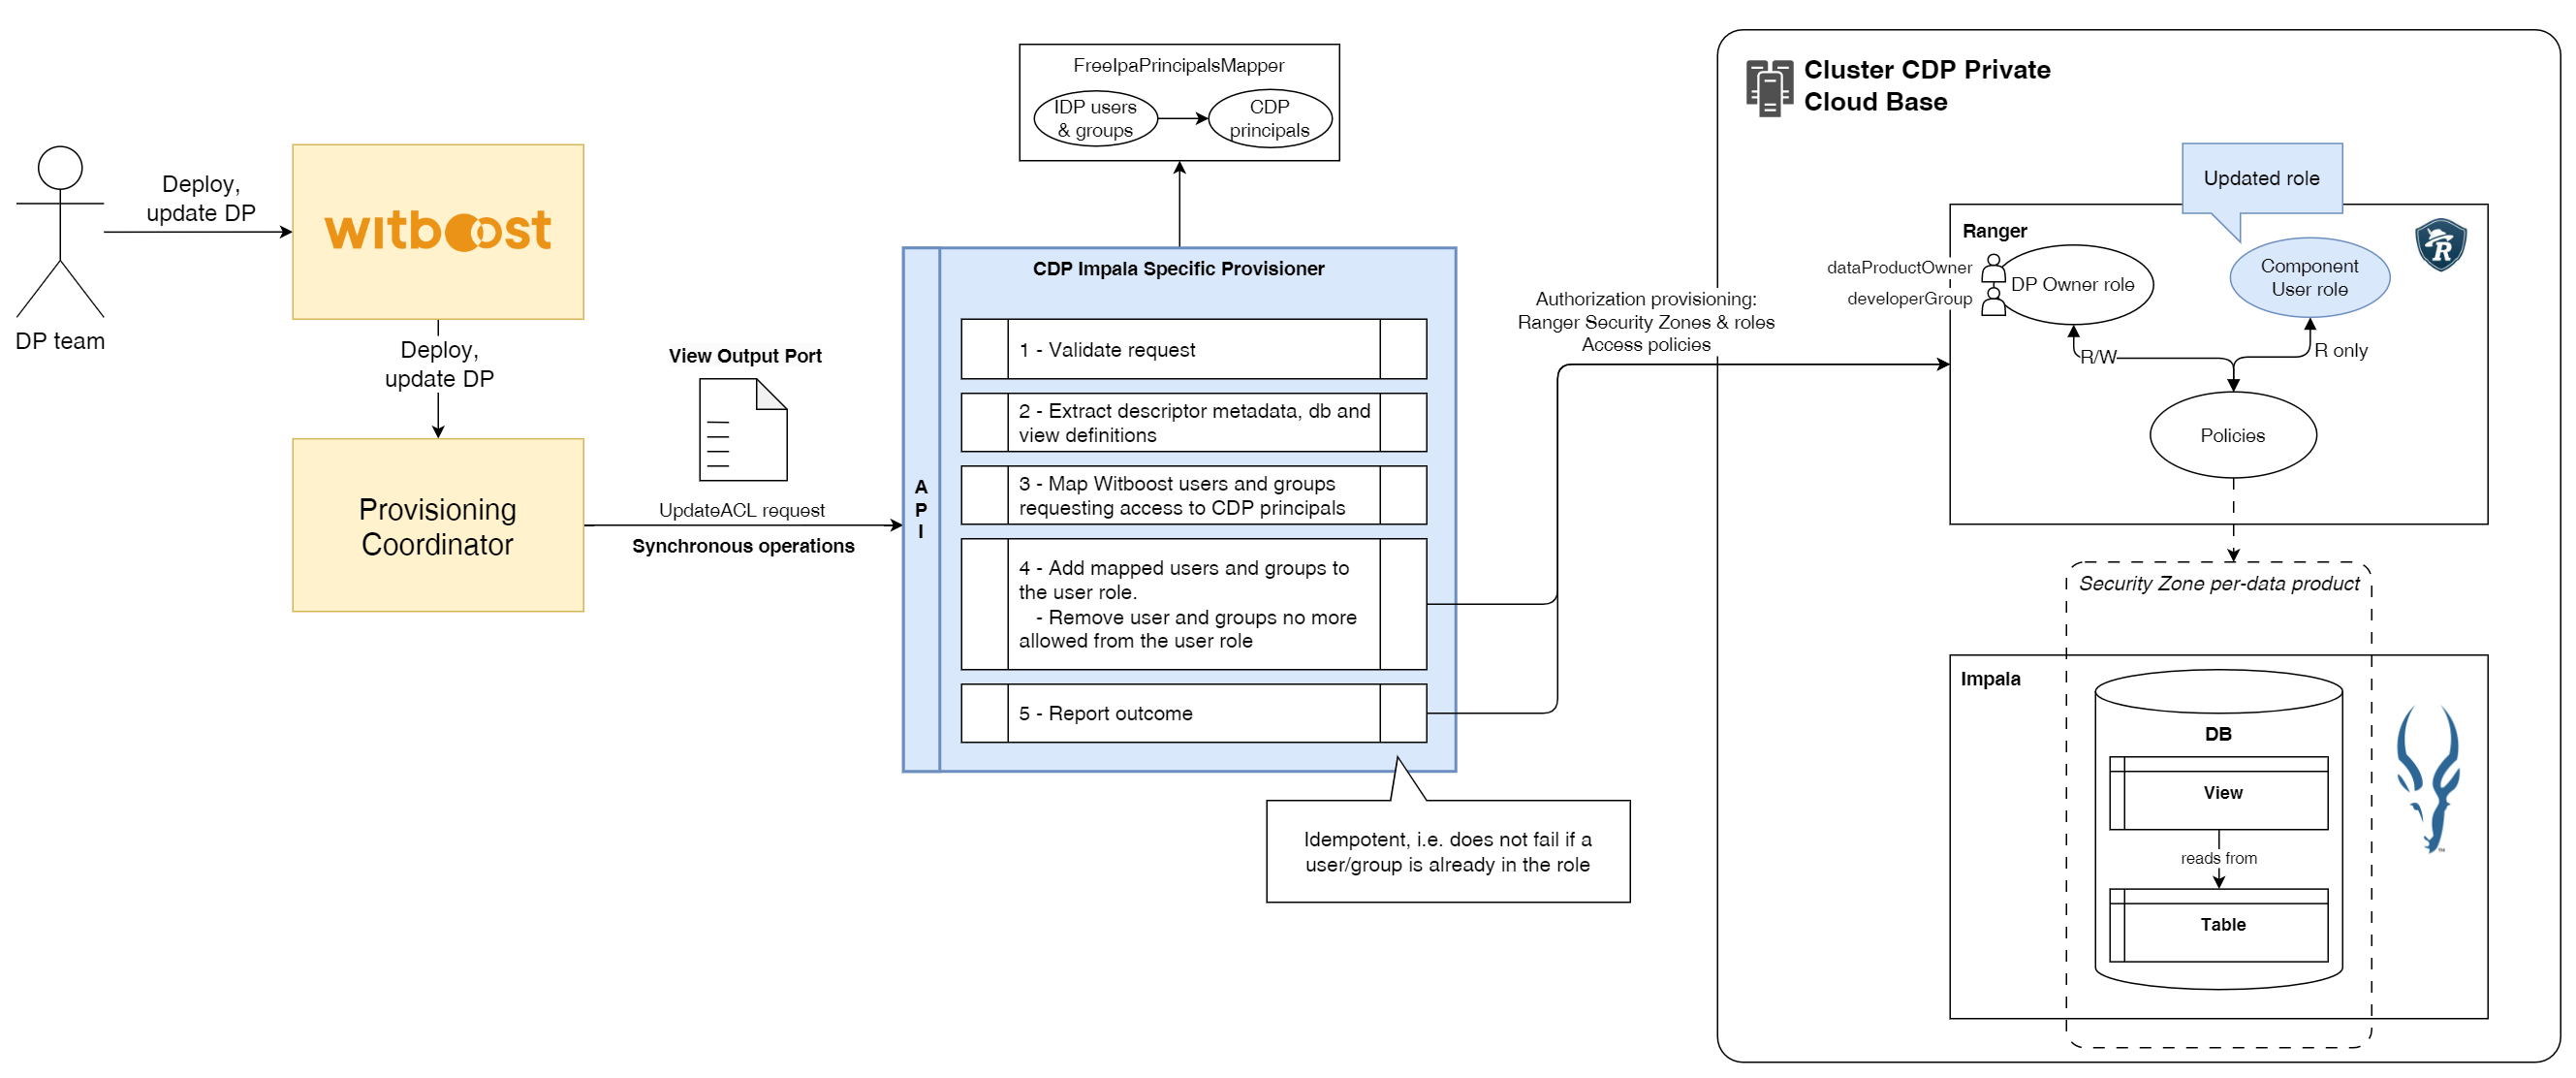 FreeIpaPrincipalsMapper
IDP users
& groups
CDP
principals
Cluster CDP Private
Cloud Base
Deploy,
update DP
witboost
DP team
Deploy,
update DP
Provisioning
Coordinator
View Output Port
UpdateACL request
Synchronous operations
A
P
I
CDP Impala Specific Provisioner
1 - Validate request
2 - Extract descriptor metadata, db and
view definitions
3 - Map Witboost users and groups
requesting access to CDP principals
4 - Add mapped users and groups to
the user role.
- Remove user and groups no more
allowed from the user role
5 - Report outcome
Idempotent, i.e. does not fail if a
user/group is already in the role
Authorization provisioning:
Ranger Security Zones & roles
Access policies
Updated role
Ranger
R
dataProductOwner
developerGroup
DP Owner role
Component
User role
R/W
R only
Policies
Security Zone per-data product
Impala
DB
View
reads from
Table
TM